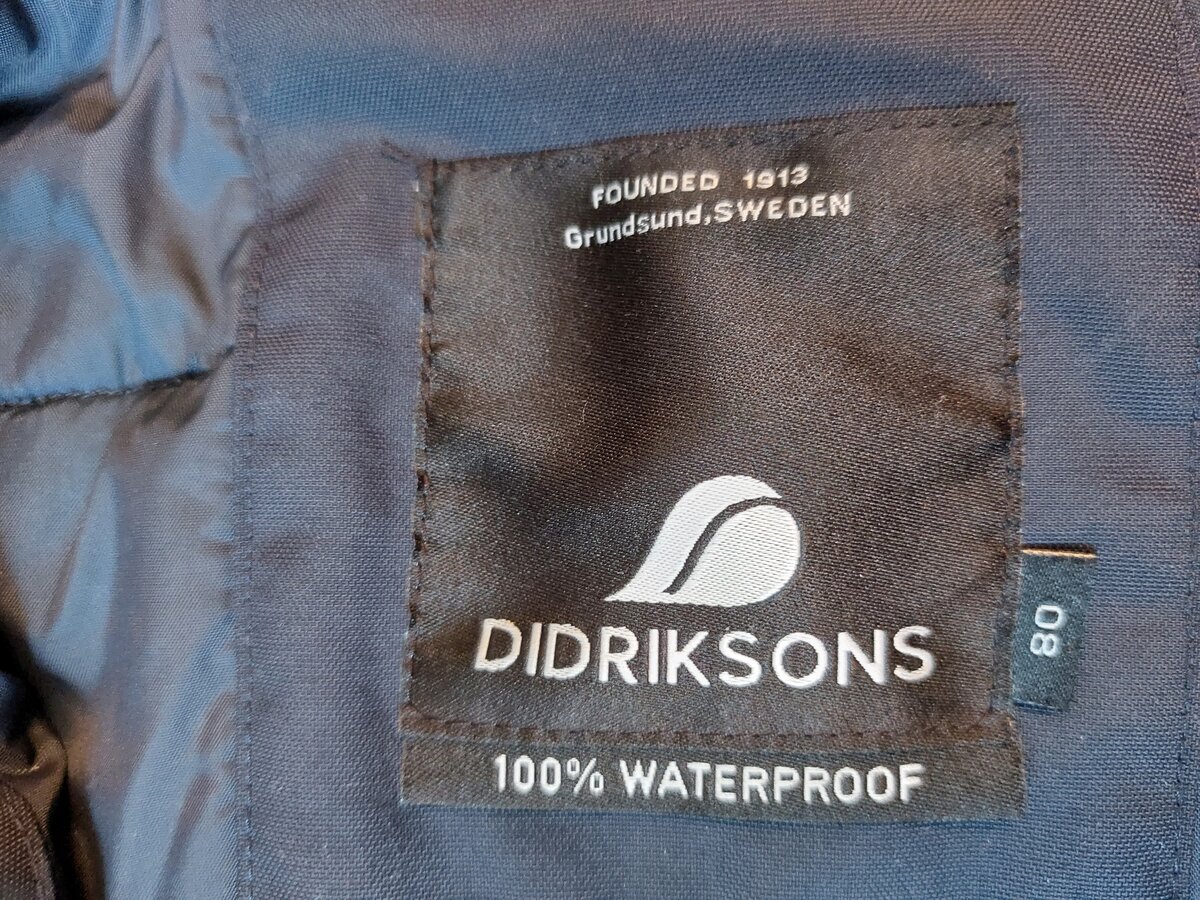 FOUNDED 1913
Grundsund, SWEDEN
DIDRIKSONS
80
100% WATERPROOF